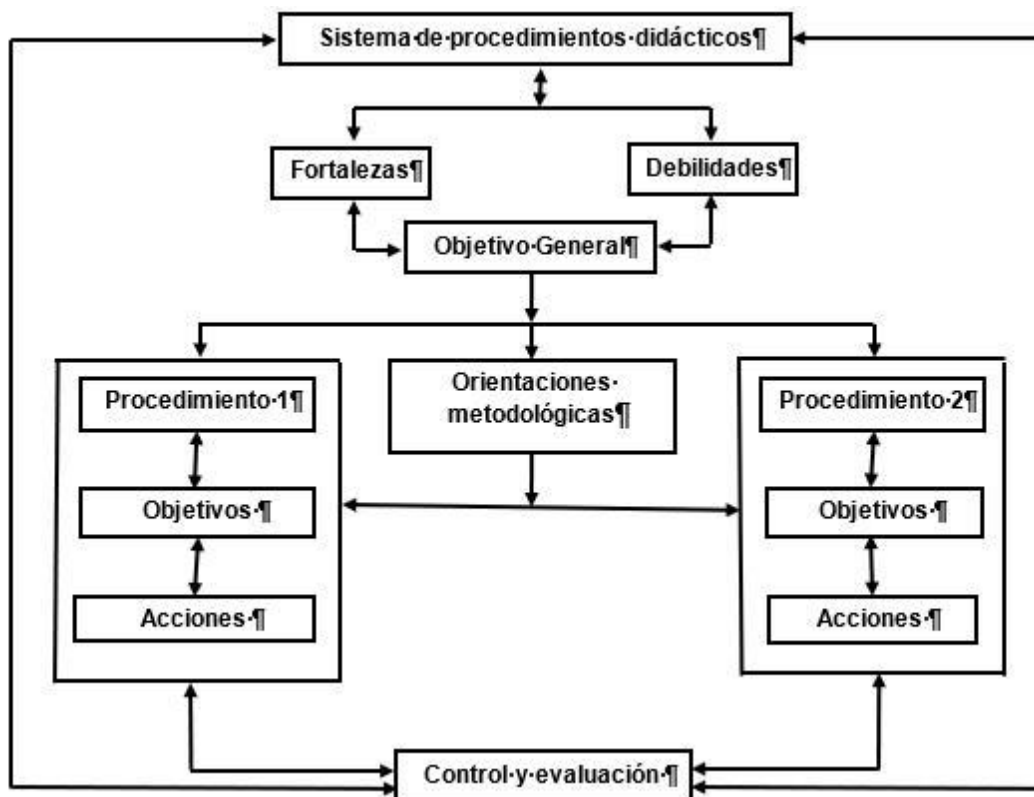 Sistema·de·procedimientos·didácticos¶
Fortalezas¶
Debilidades¶
Objetivo·General¶
Procedimiento·1¶
Orientaciones·
metodológicas¶
Procedimiento·2¶
Objetivos·¶
Objetivos·¶
Acciones·¶
Acciones·¶
Control·y·evaluación·¶